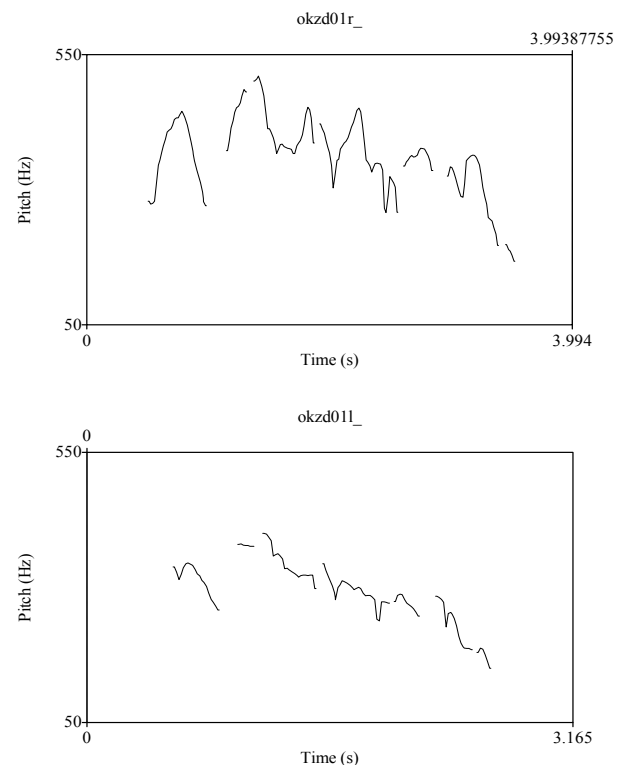 okzd01r_
3.99387755
550
Pitch (Hz)
50
0
3.994
Time (s)
okzd01l_
0
550
Pitch (Hz)
50
0
3.165
Time (s)